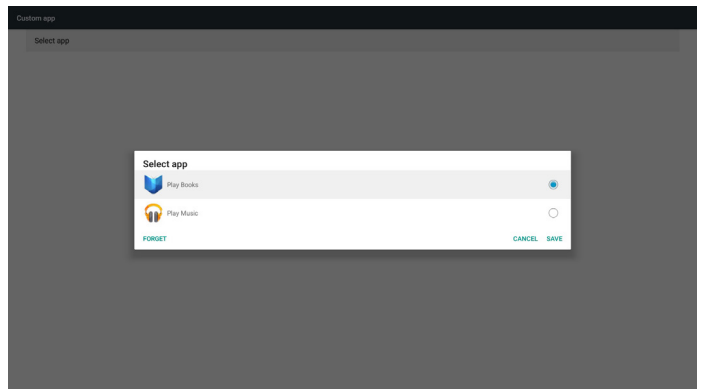 Custom app
Select app
Select app
Play Books
Play Music
FORGET CANCEL SAVE